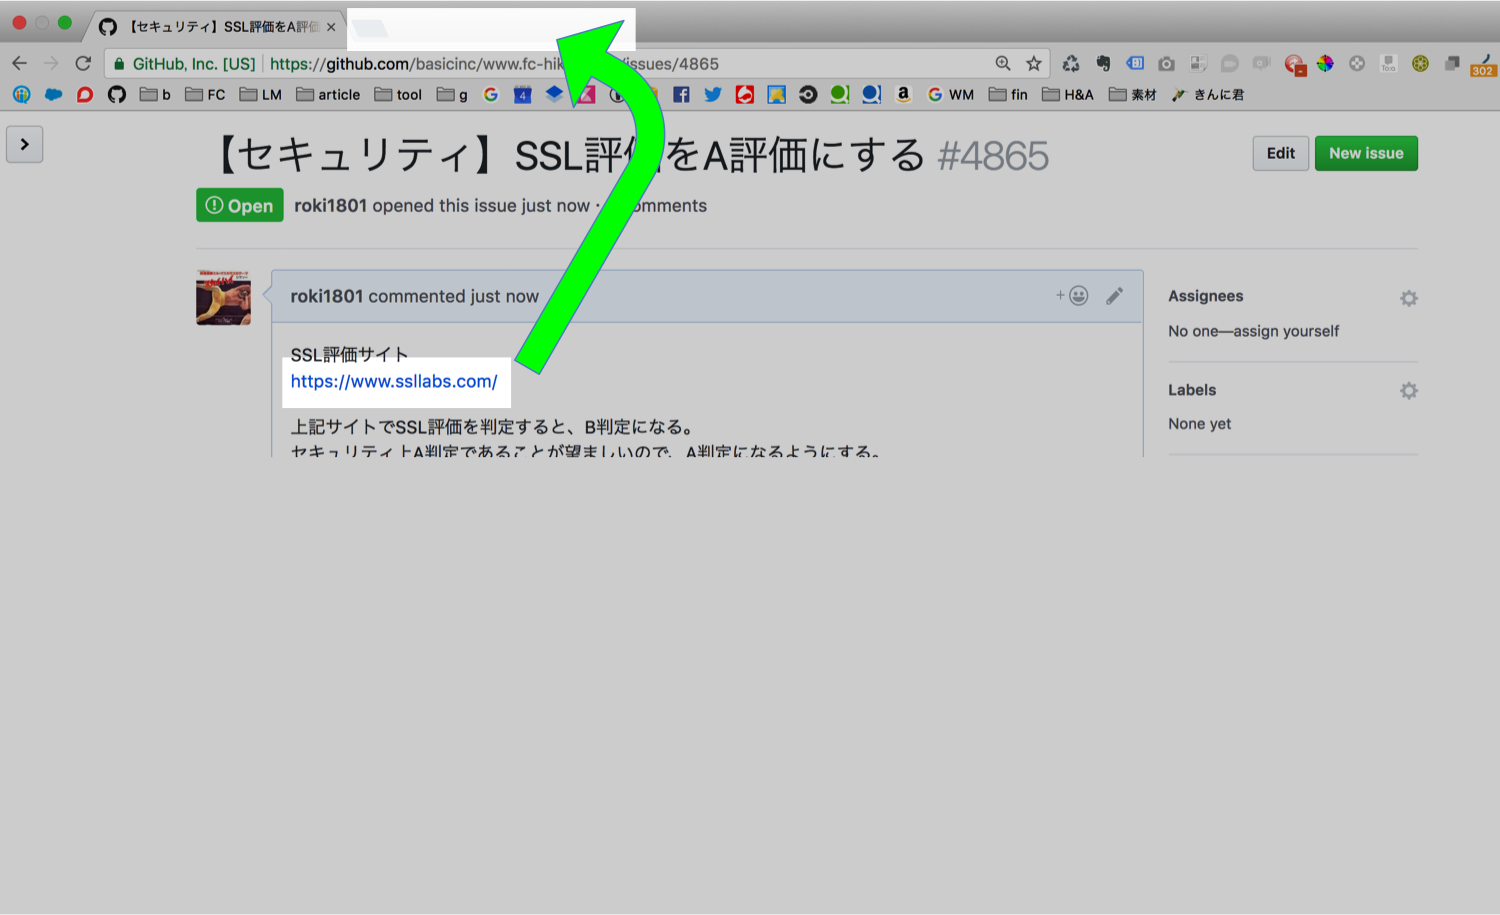 【セキュリティ】SSL評価をA評価
GitHub, Inc. [US] https://github.com/basicinc/www.fc-hi /issues/4865
302
b FC LM article tool g 4 WM fin H&A 素材 きんに君
【セキュリティ】SSL評価をA評価にする #4865
Edit New issue
Open roki1801 opened this issue just now · omments
roki1801 commented just now
SSL評価サイト
https://www.ssllabs.com/
上記サイトでSSL評価を判定すると、B判定になる。
セキュリティ上A判定であることが望ましいので、A判定になるようにする。
Assignees
No one—assign yourself
Labels
None yet